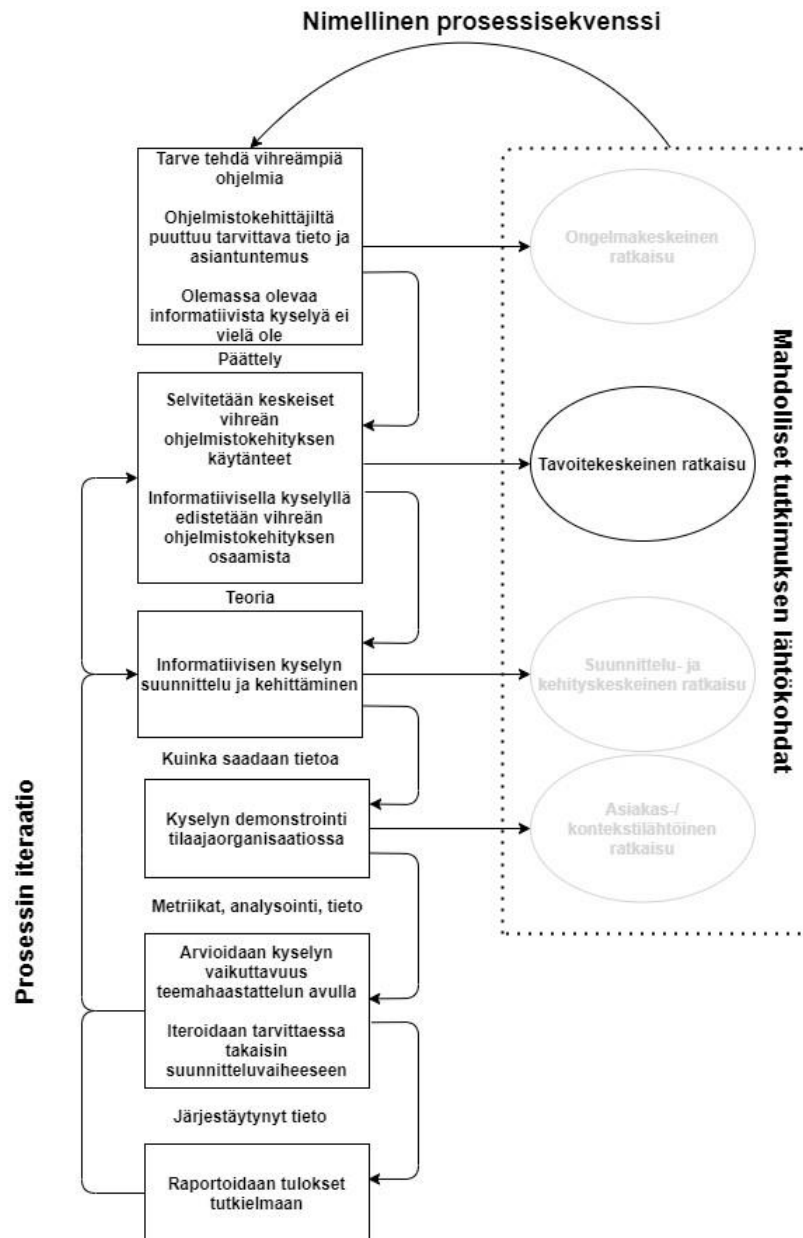 Nimellinen prosessisekvenssi
Tarve tehdä vihreämpiä
ohjelmia
Ohjelmistokehittäjiltä
puuttuu tarvittava tieto ja
asiantuntemus
Olemassa olevaa
informatiivista kyselyä ei
vielä ole
Ongelmakeskeinen
ratkaisu
Päättely
Selvitetään keskeiset
vihreän
ohjelmistokehityksen
käytänteet
Informatiivisella kyselyllä
edistetään vihreän
ohjelmistokehityksen
osaamista
Tavoitekeskeinen ratkaisu
Teoria
Informatiivisen kyselyn
suunnittelu ja kehittäminen
Suunnittelu- ja
kehityskeskeinen ratkaisu
Kuinka saadaan tietoa
Kyselyn demonstrointi
tilaajaorganisaatiossa
Asiakas-/
kontekstilähtöinen
ratkaisu
Metriikat, analysointi, tieto
Arvioidaan kyselyn
vaikuttavuus
teemahaastattelun avulla
Iteroidaan tarvittaessa
takaisin
suunnitteluvaiheeseen
Järjestäytynyt tieto
Raportoidaan tulokset
tutkielmaan
Prosessin iteraatio
Mahdolliset tutkimuksen lähtökohdat